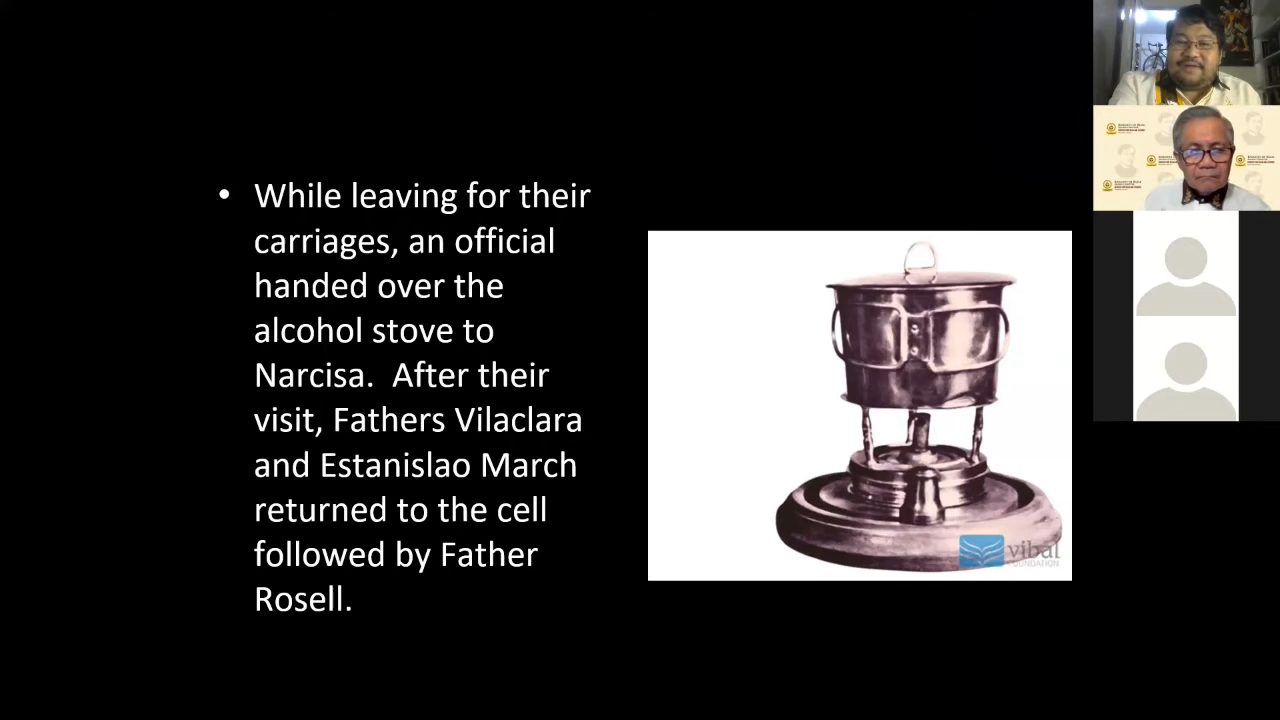 • While leaving for their
carriages, an official
handed over the
alcohol stove to
Narcisa.  After their
visit, Fathers Vilaclara
and Estanislao March
returned to the cell
followed by Father
Rosell.
vibal
FOUNDATION